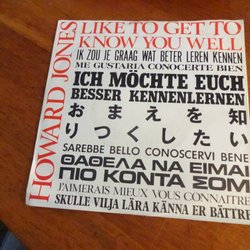 HOWARD JONES
LIKE TO GET TO
KNOW YOU WELL
IK ZOU JE GRAAG WAT BETER LEREN KENNEN
ME GUSTARIA CONOCERTE BIEN
ICH MÖCHTE EUCH
BESSER KENNENLERNEN
おまえを知
りつくしたい
SAREBBE BELLO CONOSCERVI BENE
ΘΑΘΕΛΑ ΝΑ ΕΙΜΑΙ
ΠΙΟ ΚΟΝΤΑ ΣΟΜ
J'AIMERAIS MIEUX VOUS CONNAITRE
SKULLE VILJA LÄRA KÄNNA ER BÄTTRE